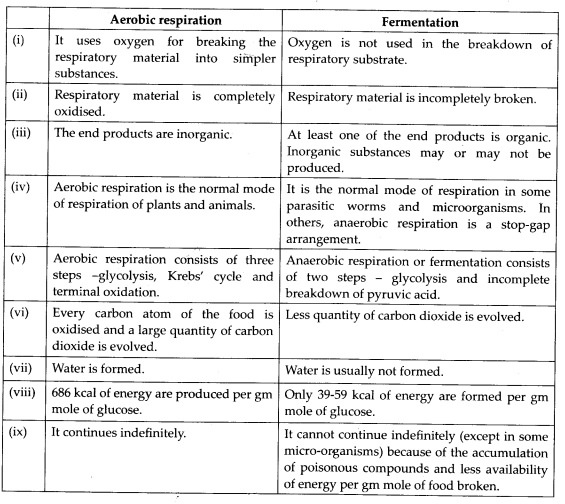 Aerobic respiration
Fermentation
(i)
It uses oxygen for breaking the
respiratory material into simpler
substances.
Oxygen is not used in the breakdown of
respiratory substrate.
(ii)
Respiratory material is completely
oxidised.
Respiratory material is incompletely broken.
(iii)
The end products are inorganic.
At least one of the end products is organic.
Inorganic substances may or may not be
produced.
(iv)
Aerobic respiration is the normal mode
of respiration of plants and animals.
It is the normal mode of respiration in some
parasitic worms and microorganisms. In
others, anaerobic respiration is a stop-gap
arrangement.
(v)
Aerobic respiration consists of three
steps –glycolysis, Krebs' cycle and
terminal oxidation.
Anaerobic respiration or fermentation consists
of two steps – glycolysis and incomplete
breakdown of pyruvic acid.
(vi)
Every carbon atom of the food is
oxidised and a large quantity of carbon
dioxide is evolved.
Less quantity of carbon dioxide is evolved.
(vii)
Water is formed.
Water is usually not formed.
(viii)
686 kcal of energy are produced per gm
mole of glucose.
Only 39-59 kcal of energy are formed per gm
mole of glucose.
(ix)
It continues indefinitely.
It cannot continue indefinitely (except in some
micro-organisms) because of the accumulation
of poisonous compounds and less availability
of energy per gm mole of food broken.